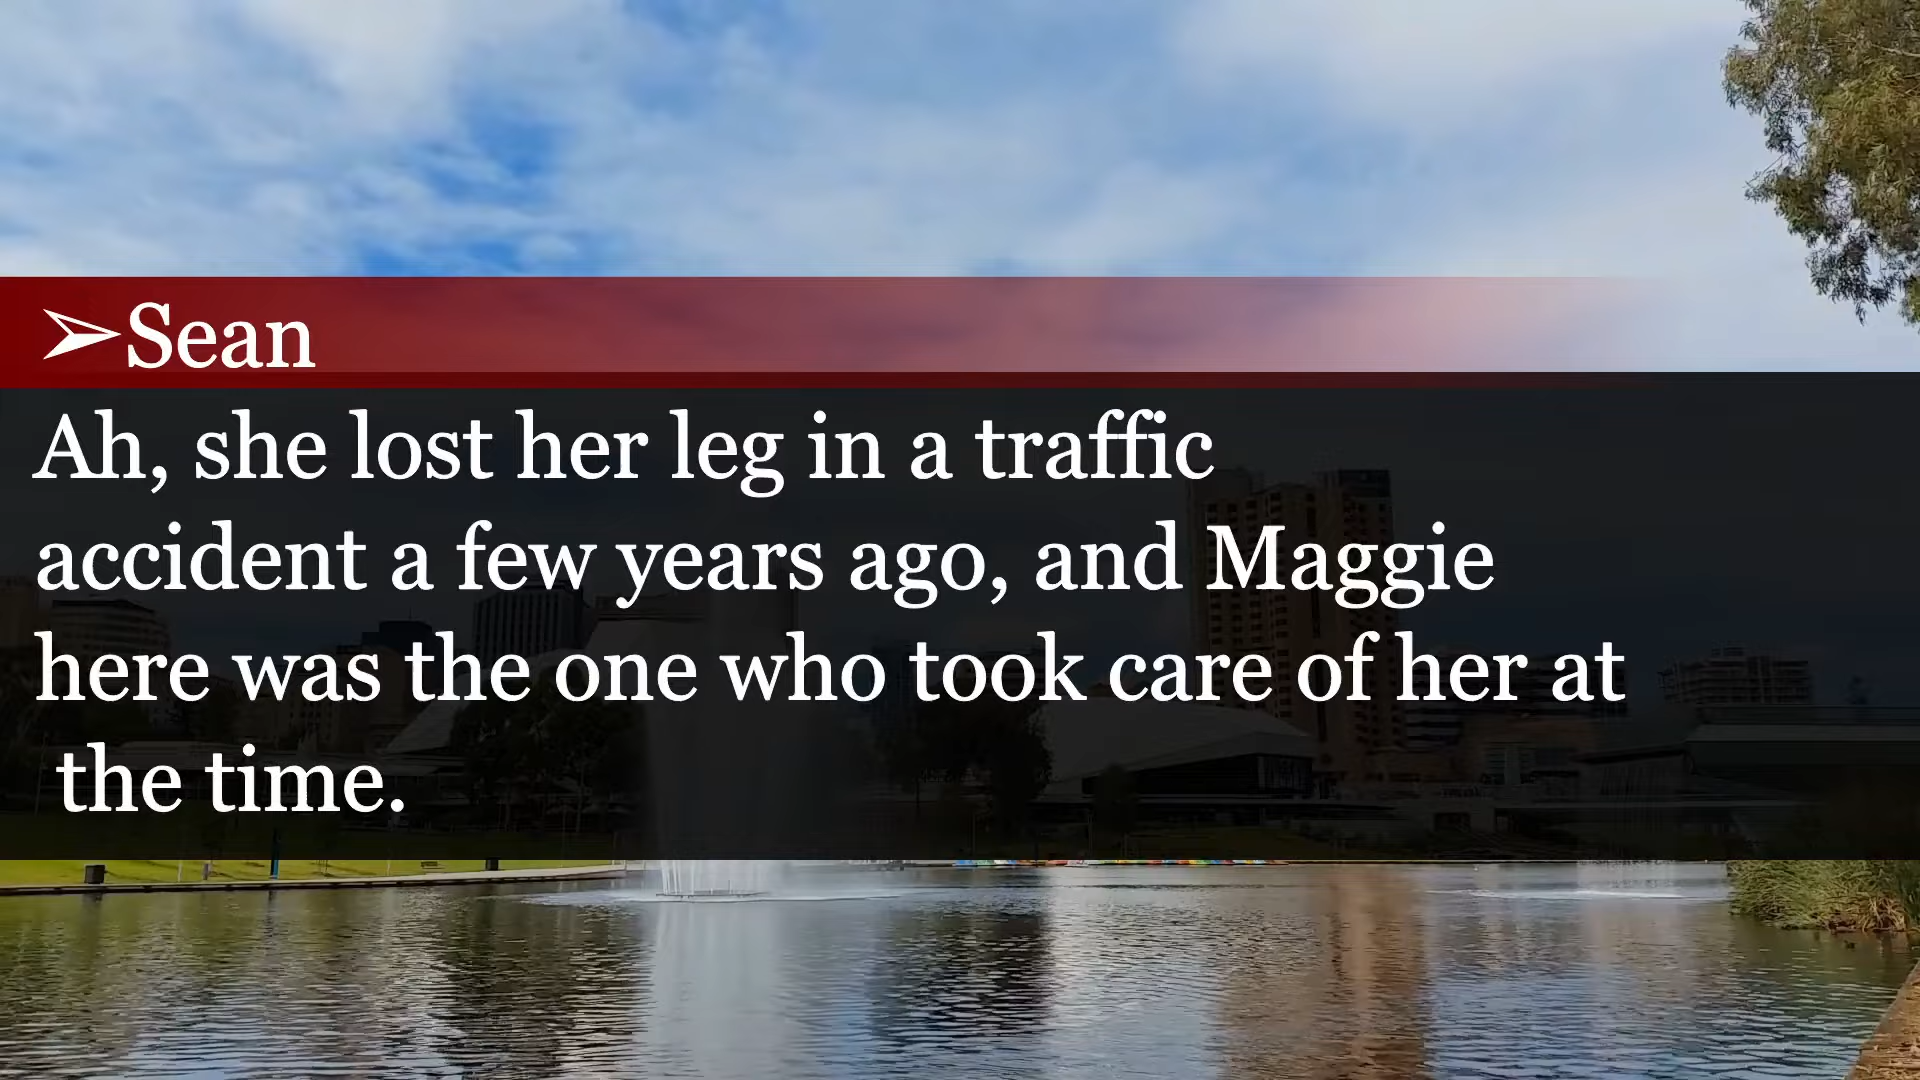 ➢Sean
Ah, she lost her leg in a traffic
accident a few years ago, and Maggie
here was the one who took care of her at
the time.